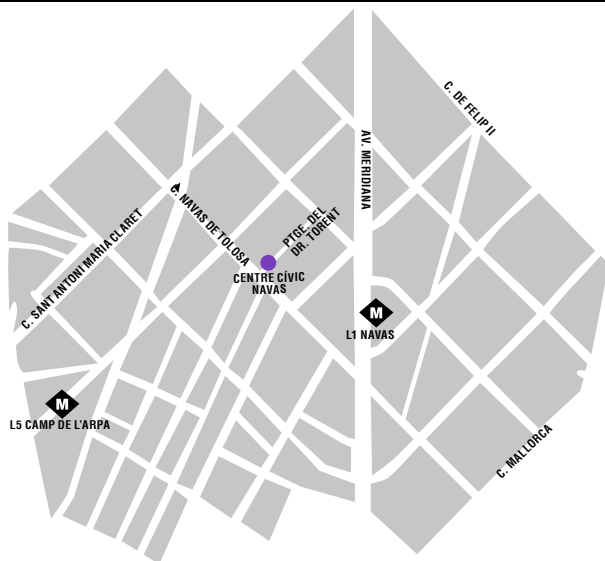 C. DE FELIP II
AV. MERIDIANA
C. NAVAS DE TOLOSA
PTGE. DEL
DR. TORENT
C. SANT ANTONI MARIA CLARET
CENTRE CÍVIC
NAVAS
M
L1 NAVAS
M
L5 CAMP DE L'ARPA
C. MALLORCA